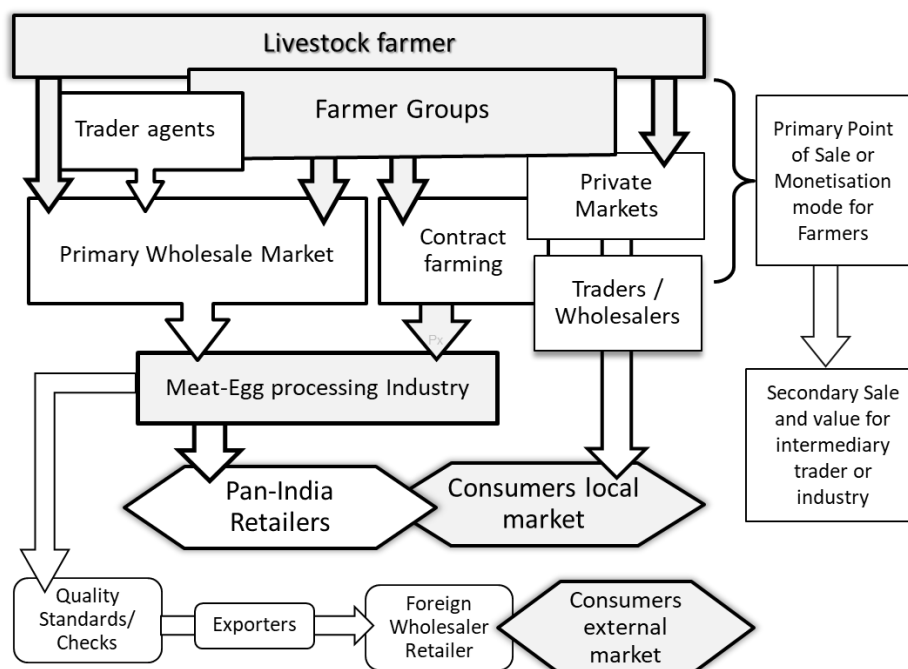 Livestock farmer
Farmer Groups
Trader agents
Private
Markets
Primary Wholesale Market
Contract
farming
Traders /
Wholesalers
Px
Meat-Egg processing Industry
Pan-India
Retailers
Consumers local
market
Quality
Standards/
Checks
Exporters
Foreign
Wholesaler
Retailer
Consumers
external
market
Primary Point
of Sale or
Monetisation
mode for
Farmers
Secondary Sale
and value for
intermediary
trader or
industry